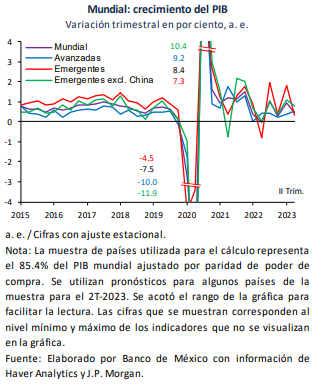 Mundial: crecimiento del PIB
Variación trimestral en por ciento, a. e.
4
3
2
1
0
-1
-2
-3
-4
Mundial
Avanzadas
Emergentes
Emergentes excl. China
10.4
9.2
8.4
7.3
-4.5
-7.5
-10.0
-11.9
II Trim.
2015 2016 2017 2018 2019 2020 2021 2022 2023
a. e. / Cifras con ajuste estacional.
Nota: La muestra de países utilizada para el cálculo representa
el 85.4% del PIB mundial ajustado por paridad de poder de
compra. Se utilizan pronósticos para algunos países de la
muestra para el 2T-2023. Se acotó el rango de la gráfica para
facilitar la lectura. Las cifras que se muestran corresponden al
nivel mínimo y máximo de los indicadores que no se visualizan
en la gráfica.
Fuente: Elaborado por Banco de México con información de
Haver Analytics y J.P. Morgan.